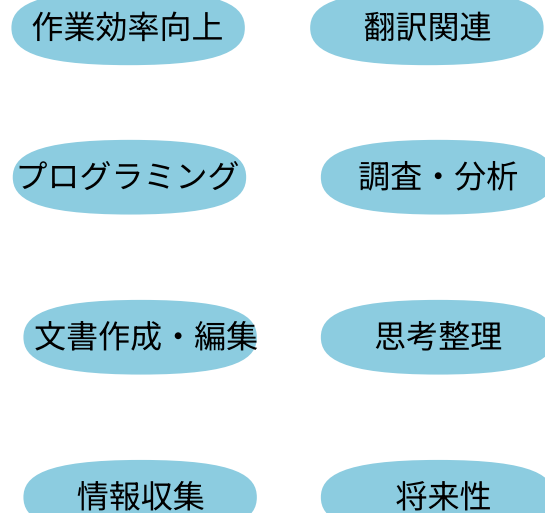 作業効率向上
翻訳関連
プログラミング
調査・分析
文書作成・編集
思考整理
情報収集
将来性